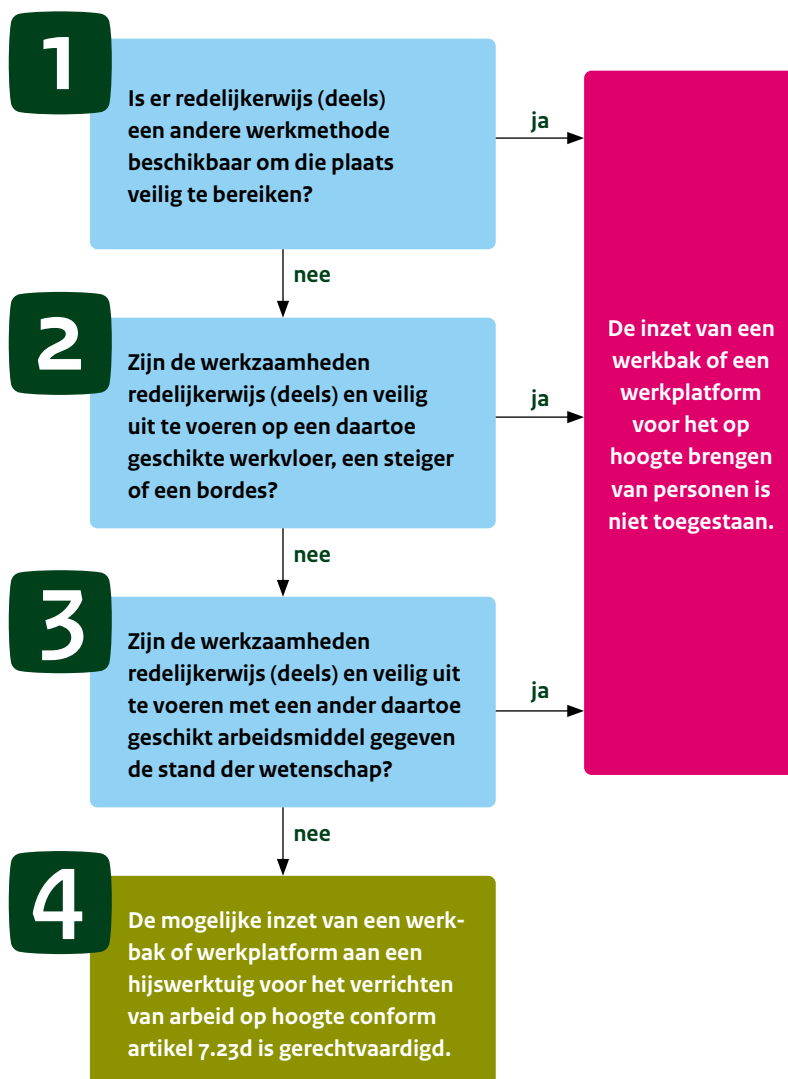 1
Is er redelijkerwijs (deels)
een andere werkmethode
beschikbaar om die plaats
veilig te bereiken?
ja
nee
2
Zijn de werkzaamheden
redelijkerwijs (deels) en veilig
uit te voeren op een daartoe
geschikte werkvloer, een steiger
of een bordes?
ja
nee
3
Zijn de werkzaamheden
redelijkerwijs (deels) en veilig uit
te voeren met een ander daartoe
geschikt arbeidsmiddel gegeven
de stand der wetenschap?
ja
nee
De inzet van een
werkbak of een
werkplatform
voor het op
hoogte brengen
van personen is
niet toegestaan.
4
De mogelijke inzet van een werk-
bak of werkplatform aan een
hijswerktuig voor het verrichten
van arbeid op hoogte conform
artikel 7.23d is gerechtvaardigd.